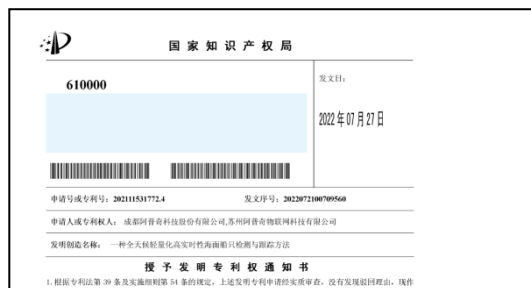 国家知识产权局
610000
发文日:
2022年07月27日
申请号或专利号:202111531772.4 发文序号:2022072100709560
申请人或专利权人:成都阿普奇科技股份有限公司,苏州阿普奇物联网科技有限公司
发明创造名称:一种全天候轻量化高实时性海面船只检测与跟踪方法
授予发明专利权通知书
1.根据专利法第39条及实施细则第54条的规定,上述发明专利申请经实质审查,没有发现驳回理由,现作